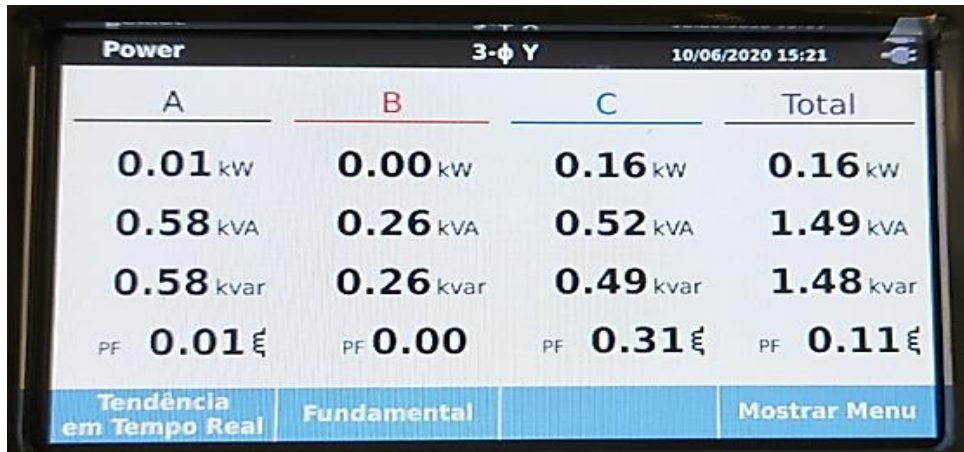 Power 3-ϕ Y 10/06/2020 15:21
A B C Total
0.01 kW 0.00 kW 0.16 kW 0.16 kW
0.58 kVA 0.26 kVA 0.52 kVA 1.49 kVA
0.58 kvar 0.26 kvar 0.49 kvar 1.48 kvar
PF 0.01 PF 0.00 PF 0.31 PF 0.11
Tendência
em Tempo Real
Fundamental
Mostrar Menu